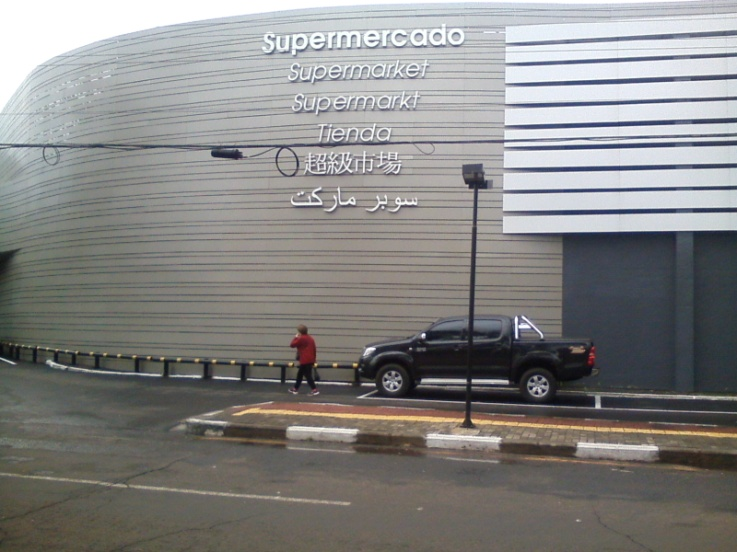 Supermercado
Supermarket
Supermarkt
Tienda
超級市場
سوبر ماركت